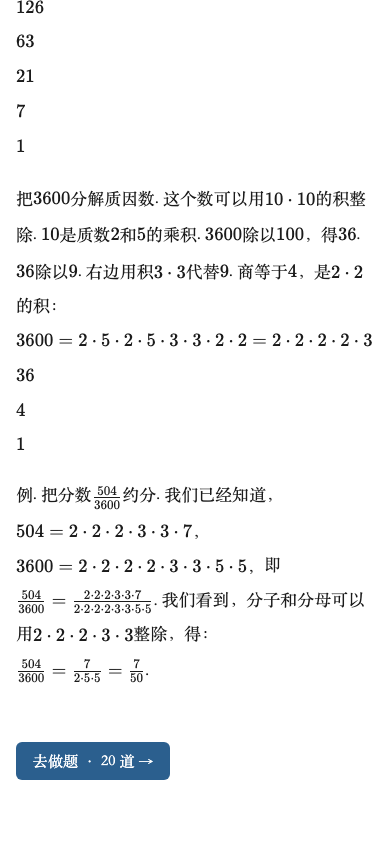 126
63
21
7
1
把3600分解质因数. 这个数可以用10 · 10的积整
除. 10是质数2和5的乘积. 3600除以100，得36.
36除以9. 右边用积3 · 3代替9. 商等于4，是2 · 2
的积：
3600 = 2 · 5 · 2 · 5 · 3 · 3 · 2 · 2 = 2 · 2 · 2 · 2 · 3
36
4
1
例. 把分数504/3600约分. 我们已经知道，
504 = 2 · 2 · 2 · 3 · 3 · 7，
3600 = 2 · 2 · 2 · 2 · 3 · 3 · 5 · 5，即
504/3600 = 2·2·2·3·3·7/2·2·2·2·3·3·5·5. 我们看到，分子和分母可以
用2 · 2 · 2 · 3 · 3整除，得：
504/3600 = 7/2·5·5 = 7/50.
去做题 · 20 道 →